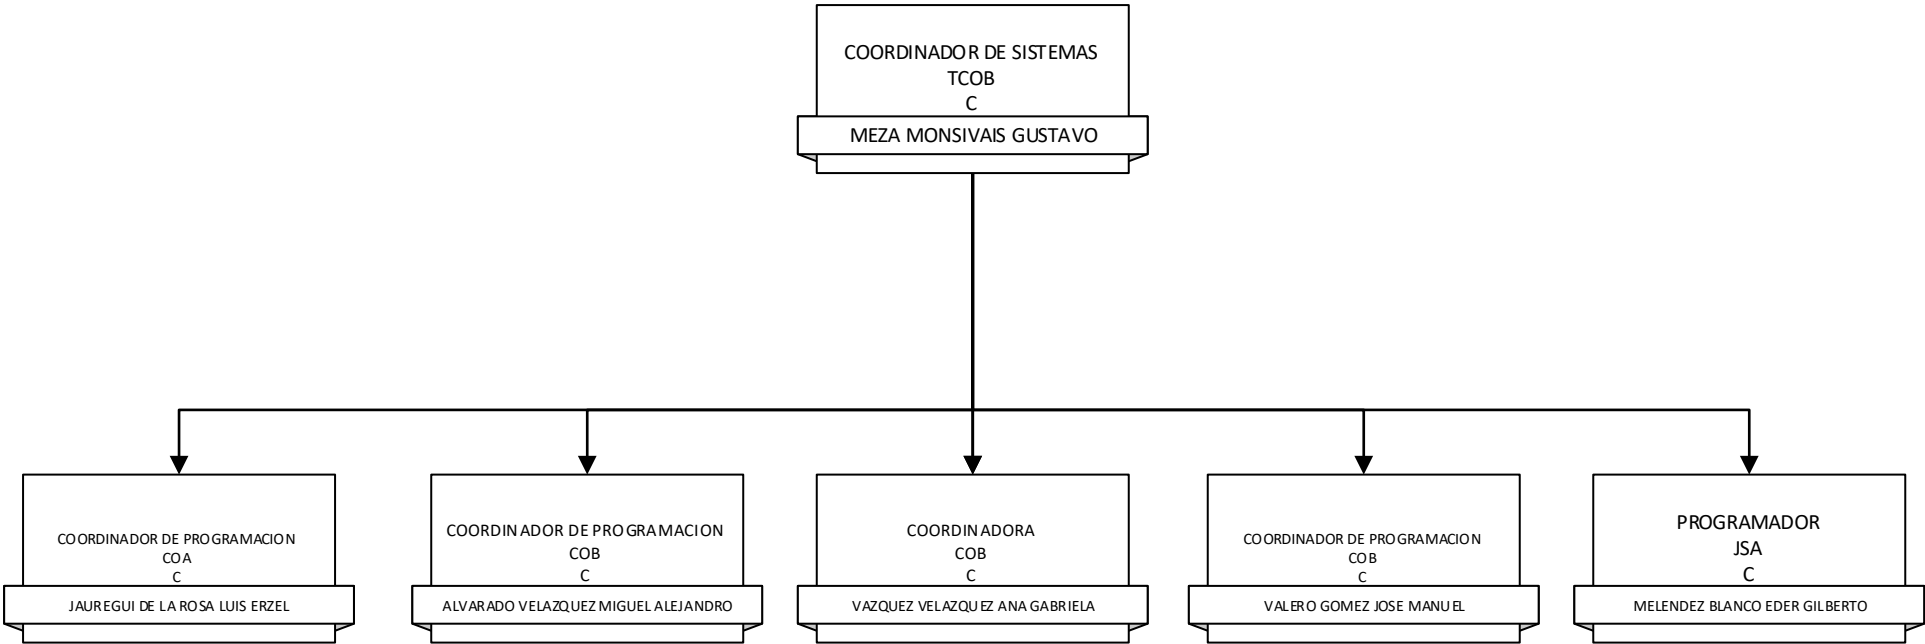 COORDINADOR DE SISTEMAS
TCOB
C
MEZA MONSIVAIS GUSTAVO
COORDINADOR DE PROGRAMACION
COA
C
JAUREGUI DE LA ROSA LUIS ERZEL
COORDINADOR DE PROGRAMACION
COB
C
ALVARADO VELAZQUEZ MIGUEL ALEJANDRO
COORDINADORA
COB
C
VAZQUEZ VELAZQUEZ ANA GABRIELA
COORDINADOR DE PROGRAMACION
COB
C
VALERO GOMEZ JOSE MANUEL
PROGRAMADOR
JSA
C
MELENDEZ BLANCO EDER GILBERTO